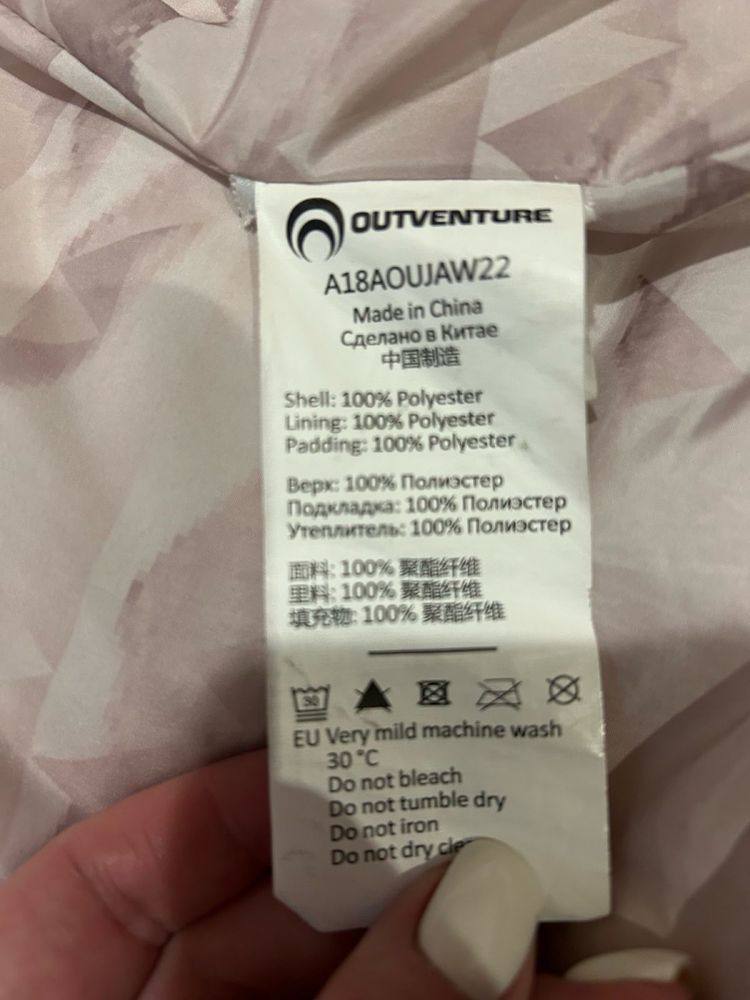 OUTVENTURE
A18AOUJAW22
Made in China
Сделано в Китае
中国制造
Shell: 100% Polyester
Lining: 100% Polyester
Padding: 100% Polyester
Верх: 100% Полиэстер
Подкладка: 100% Полиэстер
Утеплитель: 100% Полиэстер
面料: 100% 聚酯纤维
里料: 100% 聚酯纤维
填充物: 100% 聚酯纤维
30
EU Very mild machine wash
30 °C
Do not bleach
Do not tumble dry
Do not iron
Do not dry